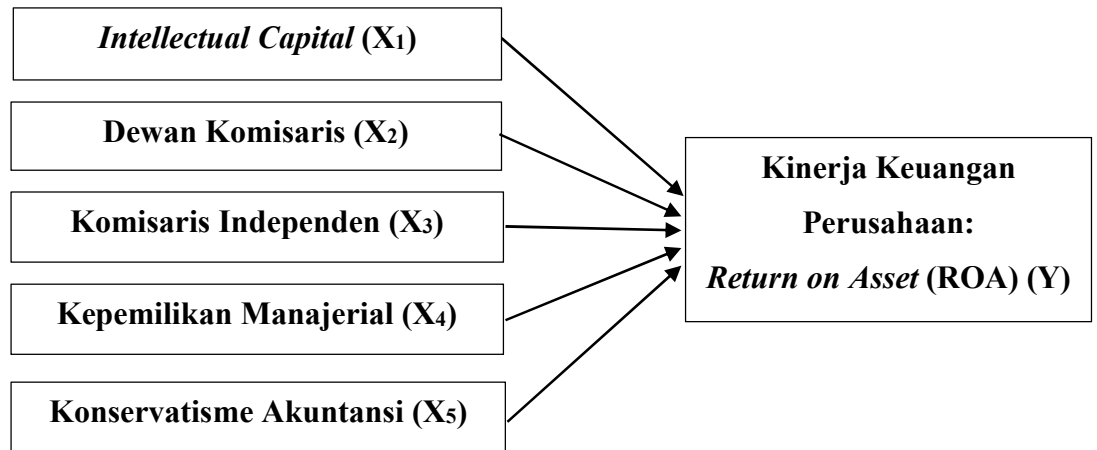 Intellectual Capital (X1)
Dewan Komisaris (X2)
Komisaris Independen (X3)
Kepemilikan Manajerial (X4)
Konservatisme Akuntansi (X5)
Kinerja Keuangan
Perusahaan:
Return on Asset (ROA) (Y)